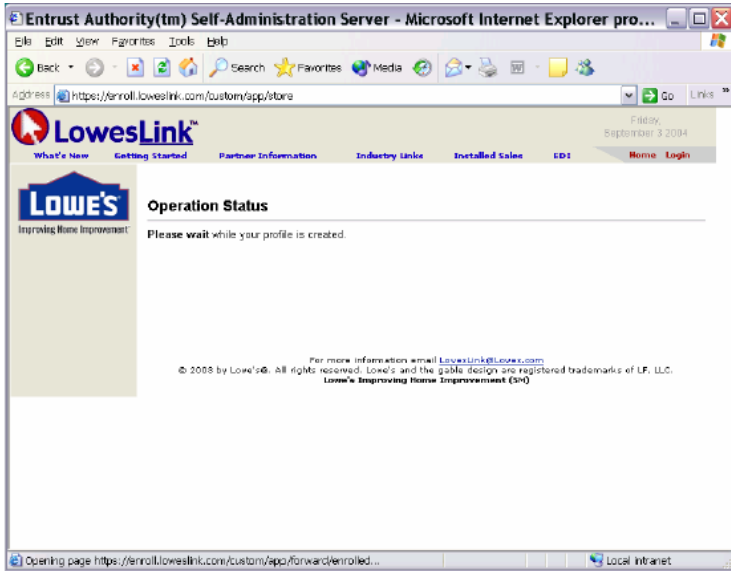 Entrust Authority(tm) Self-Administration Server - Microsoft Internet Explorer pro...
File Edit View Favorites Tools Help
Back Search Favorites Media
Address https://enroll.loweslink.com/custom/app/store Go Links »
LowesLink™ Friday, September 3 2004
What's New Getting Started Partner Information Industry Links Installed Sales EDI Home Login
LOWE'S
Improving Home Improvement
Operation Status
Please wait while your profile is created.
For more information email LowesLink@Lowes.com
© 2003 by Lowe's®. All rights reserved. Lowe's and the gable design are registered trademarks of LF, LLC.
Lowe's Improving Home Improvement (SM)
Opening page https://enroll.loweslink.com/custom/app/forward/enrolled... Local intranet